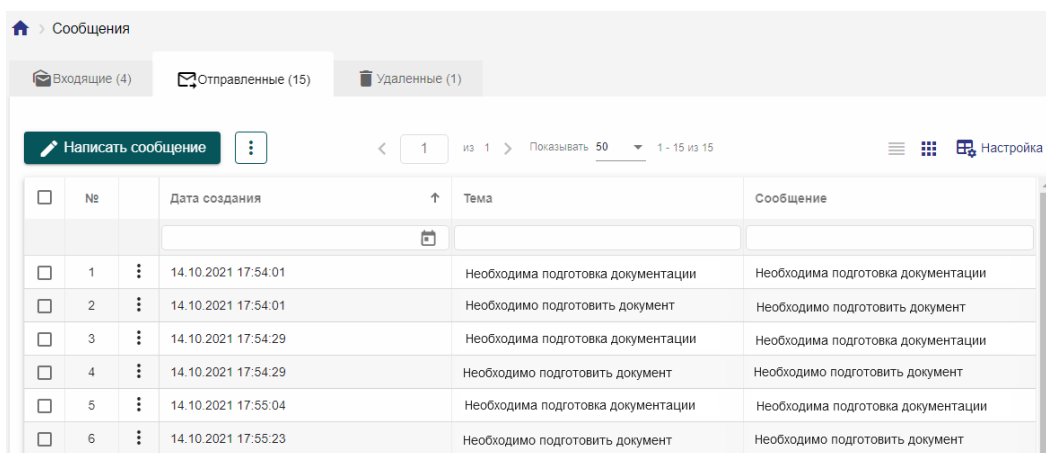 Сообщения
Входящие (4) Отправленные (15) Удаленные (1)
Написать сообщение 1 из 1 Показывать 50 1 - 15 из 15 Настройка
№ Дата создания Тема Сообщение
1 14.10.2021 17:54:01 Необходима подготовка документации Необходима подготовка документации
2 14.10.2021 17:54:01 Необходимо подготовить документ Необходимо подготовить документ
3 14.10.2021 17:54:29 Необходима подготовка документации Необходима подготовка документации
4 14.10.2021 17:54:29 Необходимо подготовить документ Необходимо подготовить документ
5 14.10.2021 17:55:04 Необходима подготовка документации Необходима подготовка документации
6 14.10.2021 17:55:23 Необходимо подготовить документ Необходимо подготовить документ